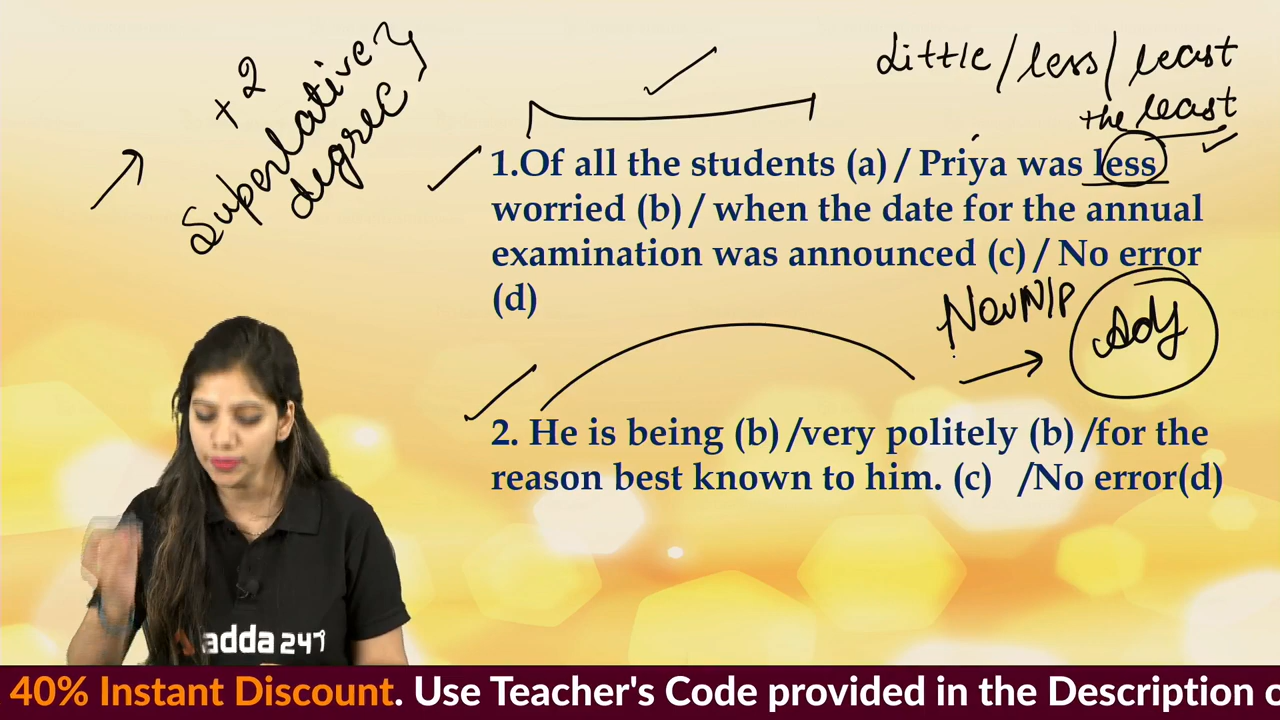 +2
Superlative
degree
Little/less/least
the least
1.Of all the students (a) / Priya was less
worried (b) / when the date for the annual
examination was announced (c) / No error
(d)
Noun/P
Adj
2. He is being (b) /very politely (b) /for the
reason best known to him. (c) /No error(d)
adda 247
40% Instant Discount. Use Teacher's Code provided in the Description